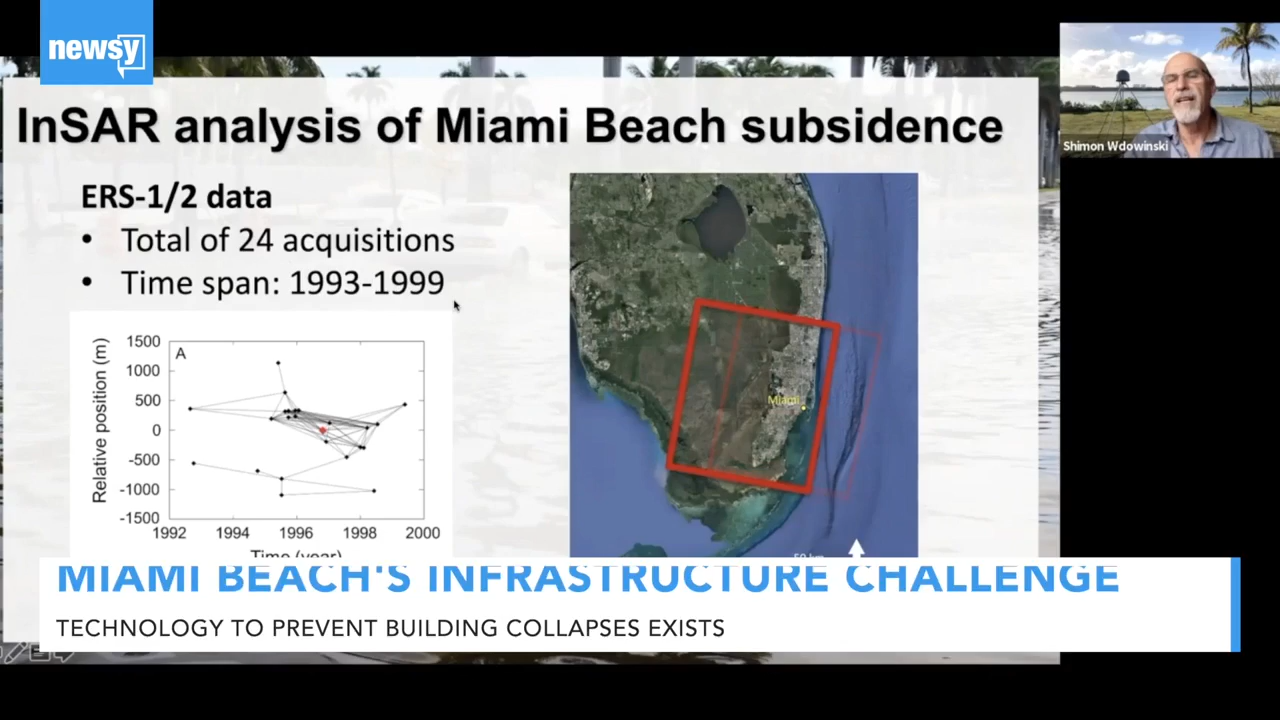 newsy
InSAR analysis of Miami Beach subsidence
Shimon Wdowinski
ERS-1/2 data
• Total of 24 acquisitions
• Time span: 1993-1999
A
Relative position (m)
1500
1000
500
0
-500
-1000
-1500
1992 1994 1996 1998 2000
Time (year)
Miami
50 km
MIAMI BEACH'S INFRASTRUCTURE CHALLENGE
TECHNOLOGY TO PREVENT BUILDING COLLAPSES EXISTS